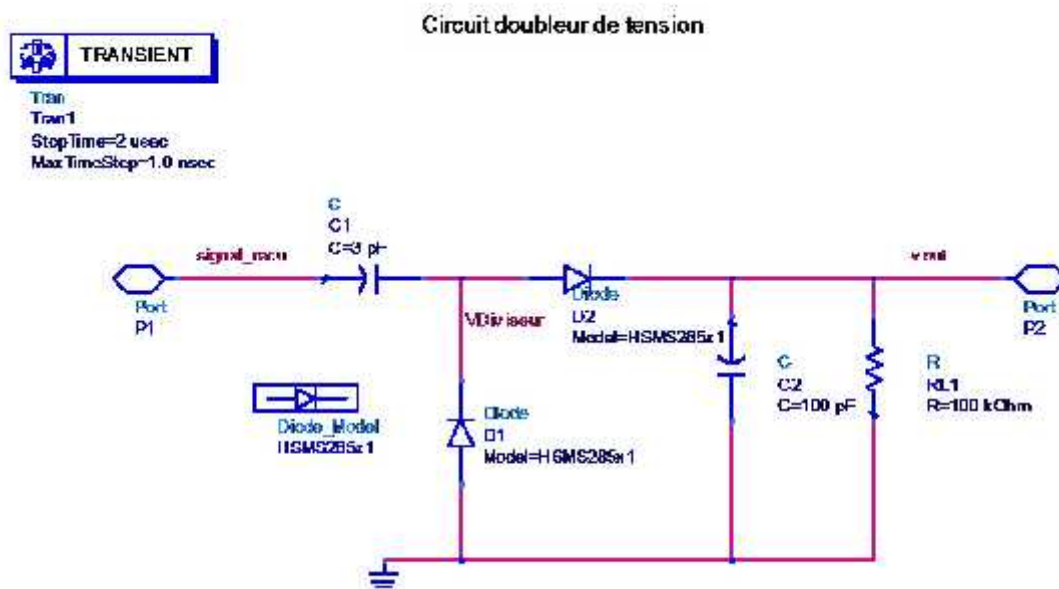 Circuit doubleur de tension
TRANSIENT
Tran
Tran1
StopTime=2 usec
MaxTimeStep=1.0 nsec
C
C1
C=3 pF
signal_recu
vout
Port
P1
Diode
D2
Model=HSMS285x1
VDiviseur
Port
P2
C
C2
C=100 pF
R
RL1
R=100 kOhm
Diode_Model
HSMS285x1
Diode
D1
Model=HSMS285x1